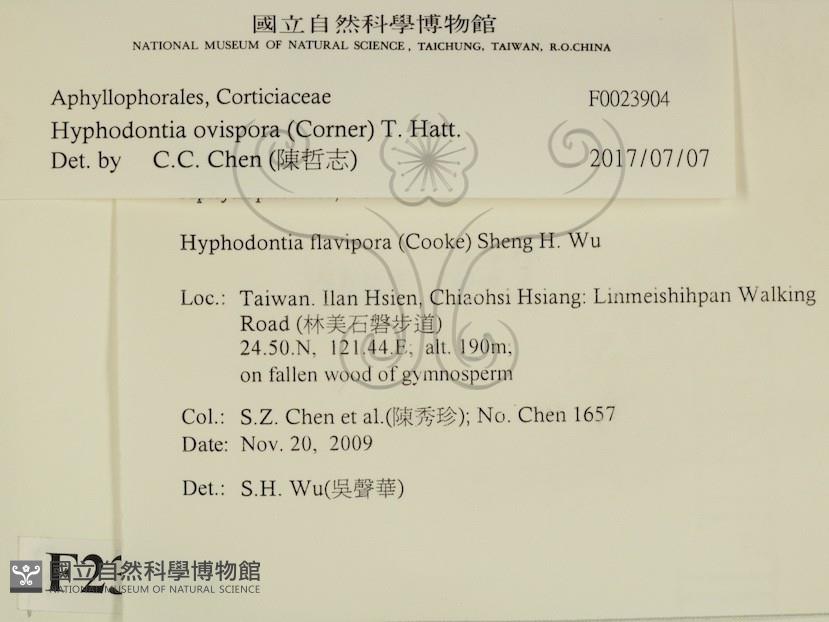 國立自然科學博物館
NATIONAL MUSEUM OF NATURAL SCIENCE, TAICHUNG, TAIWAN, R.O.CHINA
Aphyllophorales, Corticiaceae F0023904
Hyphodontia ovispora (Corner) T. Hatt.
Det. by C.C. Chen (陳哲志) 2017/07/07
Hyphodontia flavipora (Cooke) Sheng H. Wu
Loc.: Taiwan. Ilan Hsien, Chiaohsi Hsiang: Linmeishihpan Walking
Road (林美石磐步道)
24.50.N, 121.44.E; alt. 190m;
on fallen wood of gymnosperm
Col.: S.Z. Chen et al.(陳秀珍); No. Chen 1657
Date: Nov. 20, 2009
Det.: S.H. Wu(吳聲華)
國立自然科學博物館
NATIONAL MUSEUM OF NATURAL SCIENCE